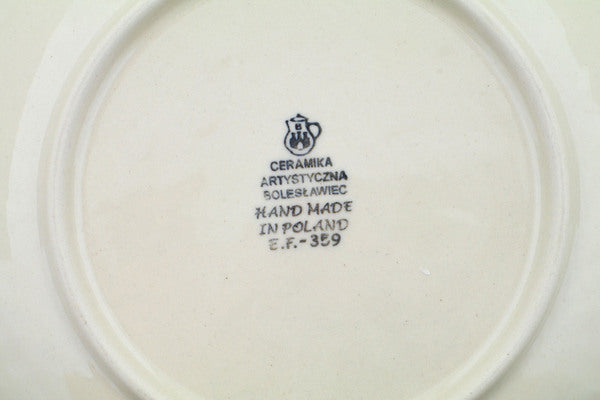 B
CERAMIKA
ARTYSTYCZNA
BOLESŁAWIEC
HAND MADE
IN POLAND
E.F.-359